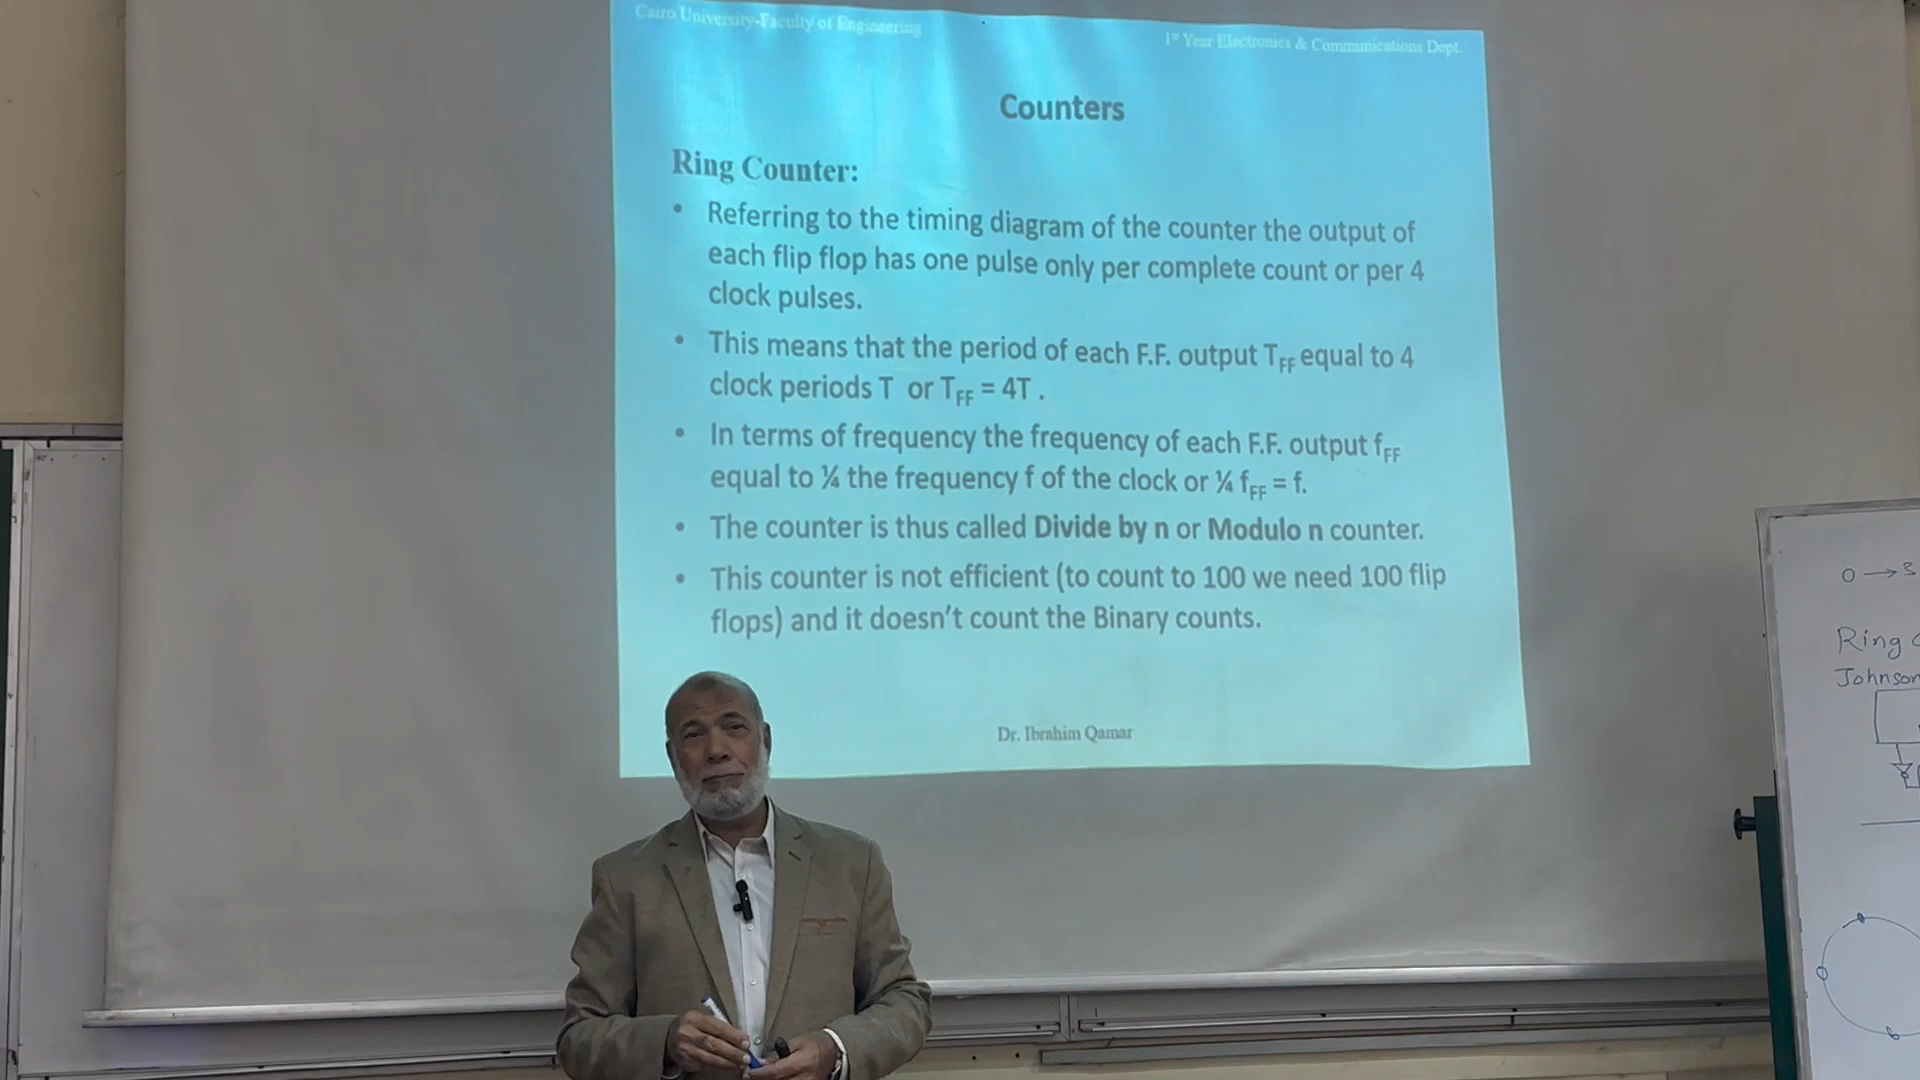 Cairo University-Faculty of Engineering
1st Year Electronics & Communications Dept.
Counters
Ring Counter:
• Referring to the timing diagram of the counter the output of
each flip flop has one pulse only per complete count or per 4
clock pulses.
• This means that the period of each F.F. output TFF equal to 4
clock periods T or TFF = 4T .
• In terms of frequency the frequency of each F.F. output fFF
equal to ¼ the frequency f of the clock or ¼ fFF = f.
• The counter is thus called Divide by n or Modulo n counter.
• This counter is not efficient (to count to 100 we need 100 flip
flops) and it doesn't count the Binary counts.
Dr. Ibrahim Qamar
0 → 3
Ring
Johnson